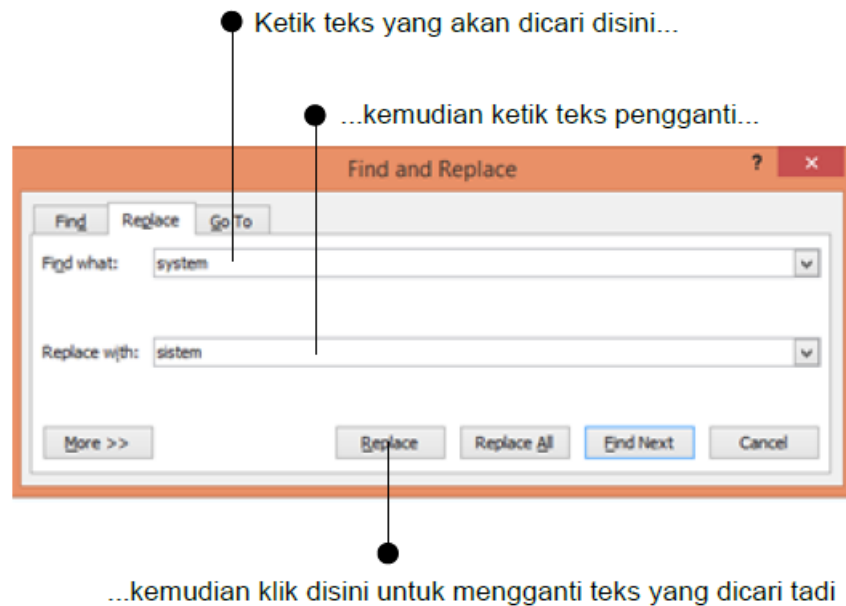 Ketik teks yang akan dicari disini...
...kemudian ketik teks pengganti...
Find and Replace ? ×
Find Replace Go To
Find what: system
Replace with: sistem
More >> Replace Replace All Find Next Cancel
...kemudian klik disini untuk mengganti teks yang dicari tadi